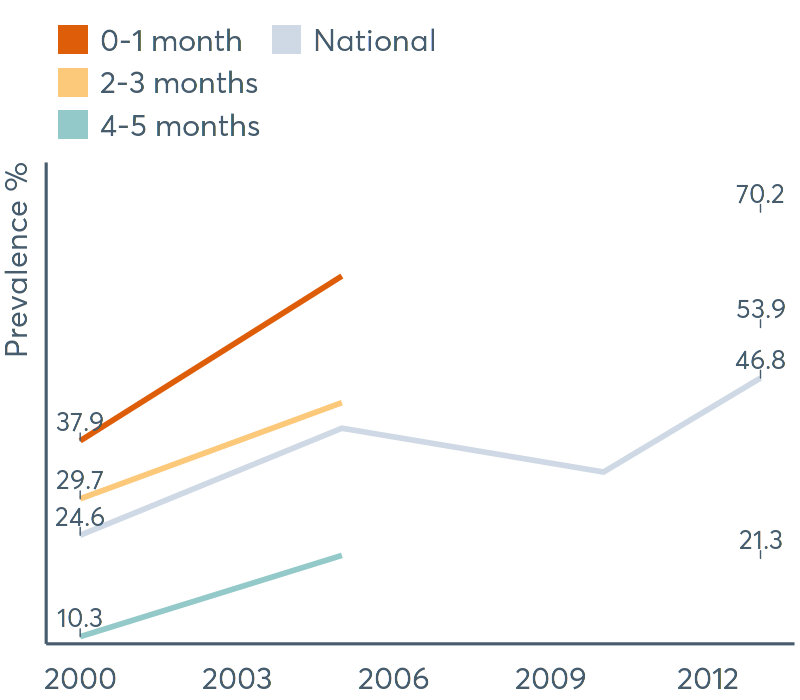 0-1 month National
2-3 months
4-5 months
Prevalence %
70.2
53.9
46.8
37.9
29.7
24.6
21.3
10.3
2000 2003 2006 2009 2012